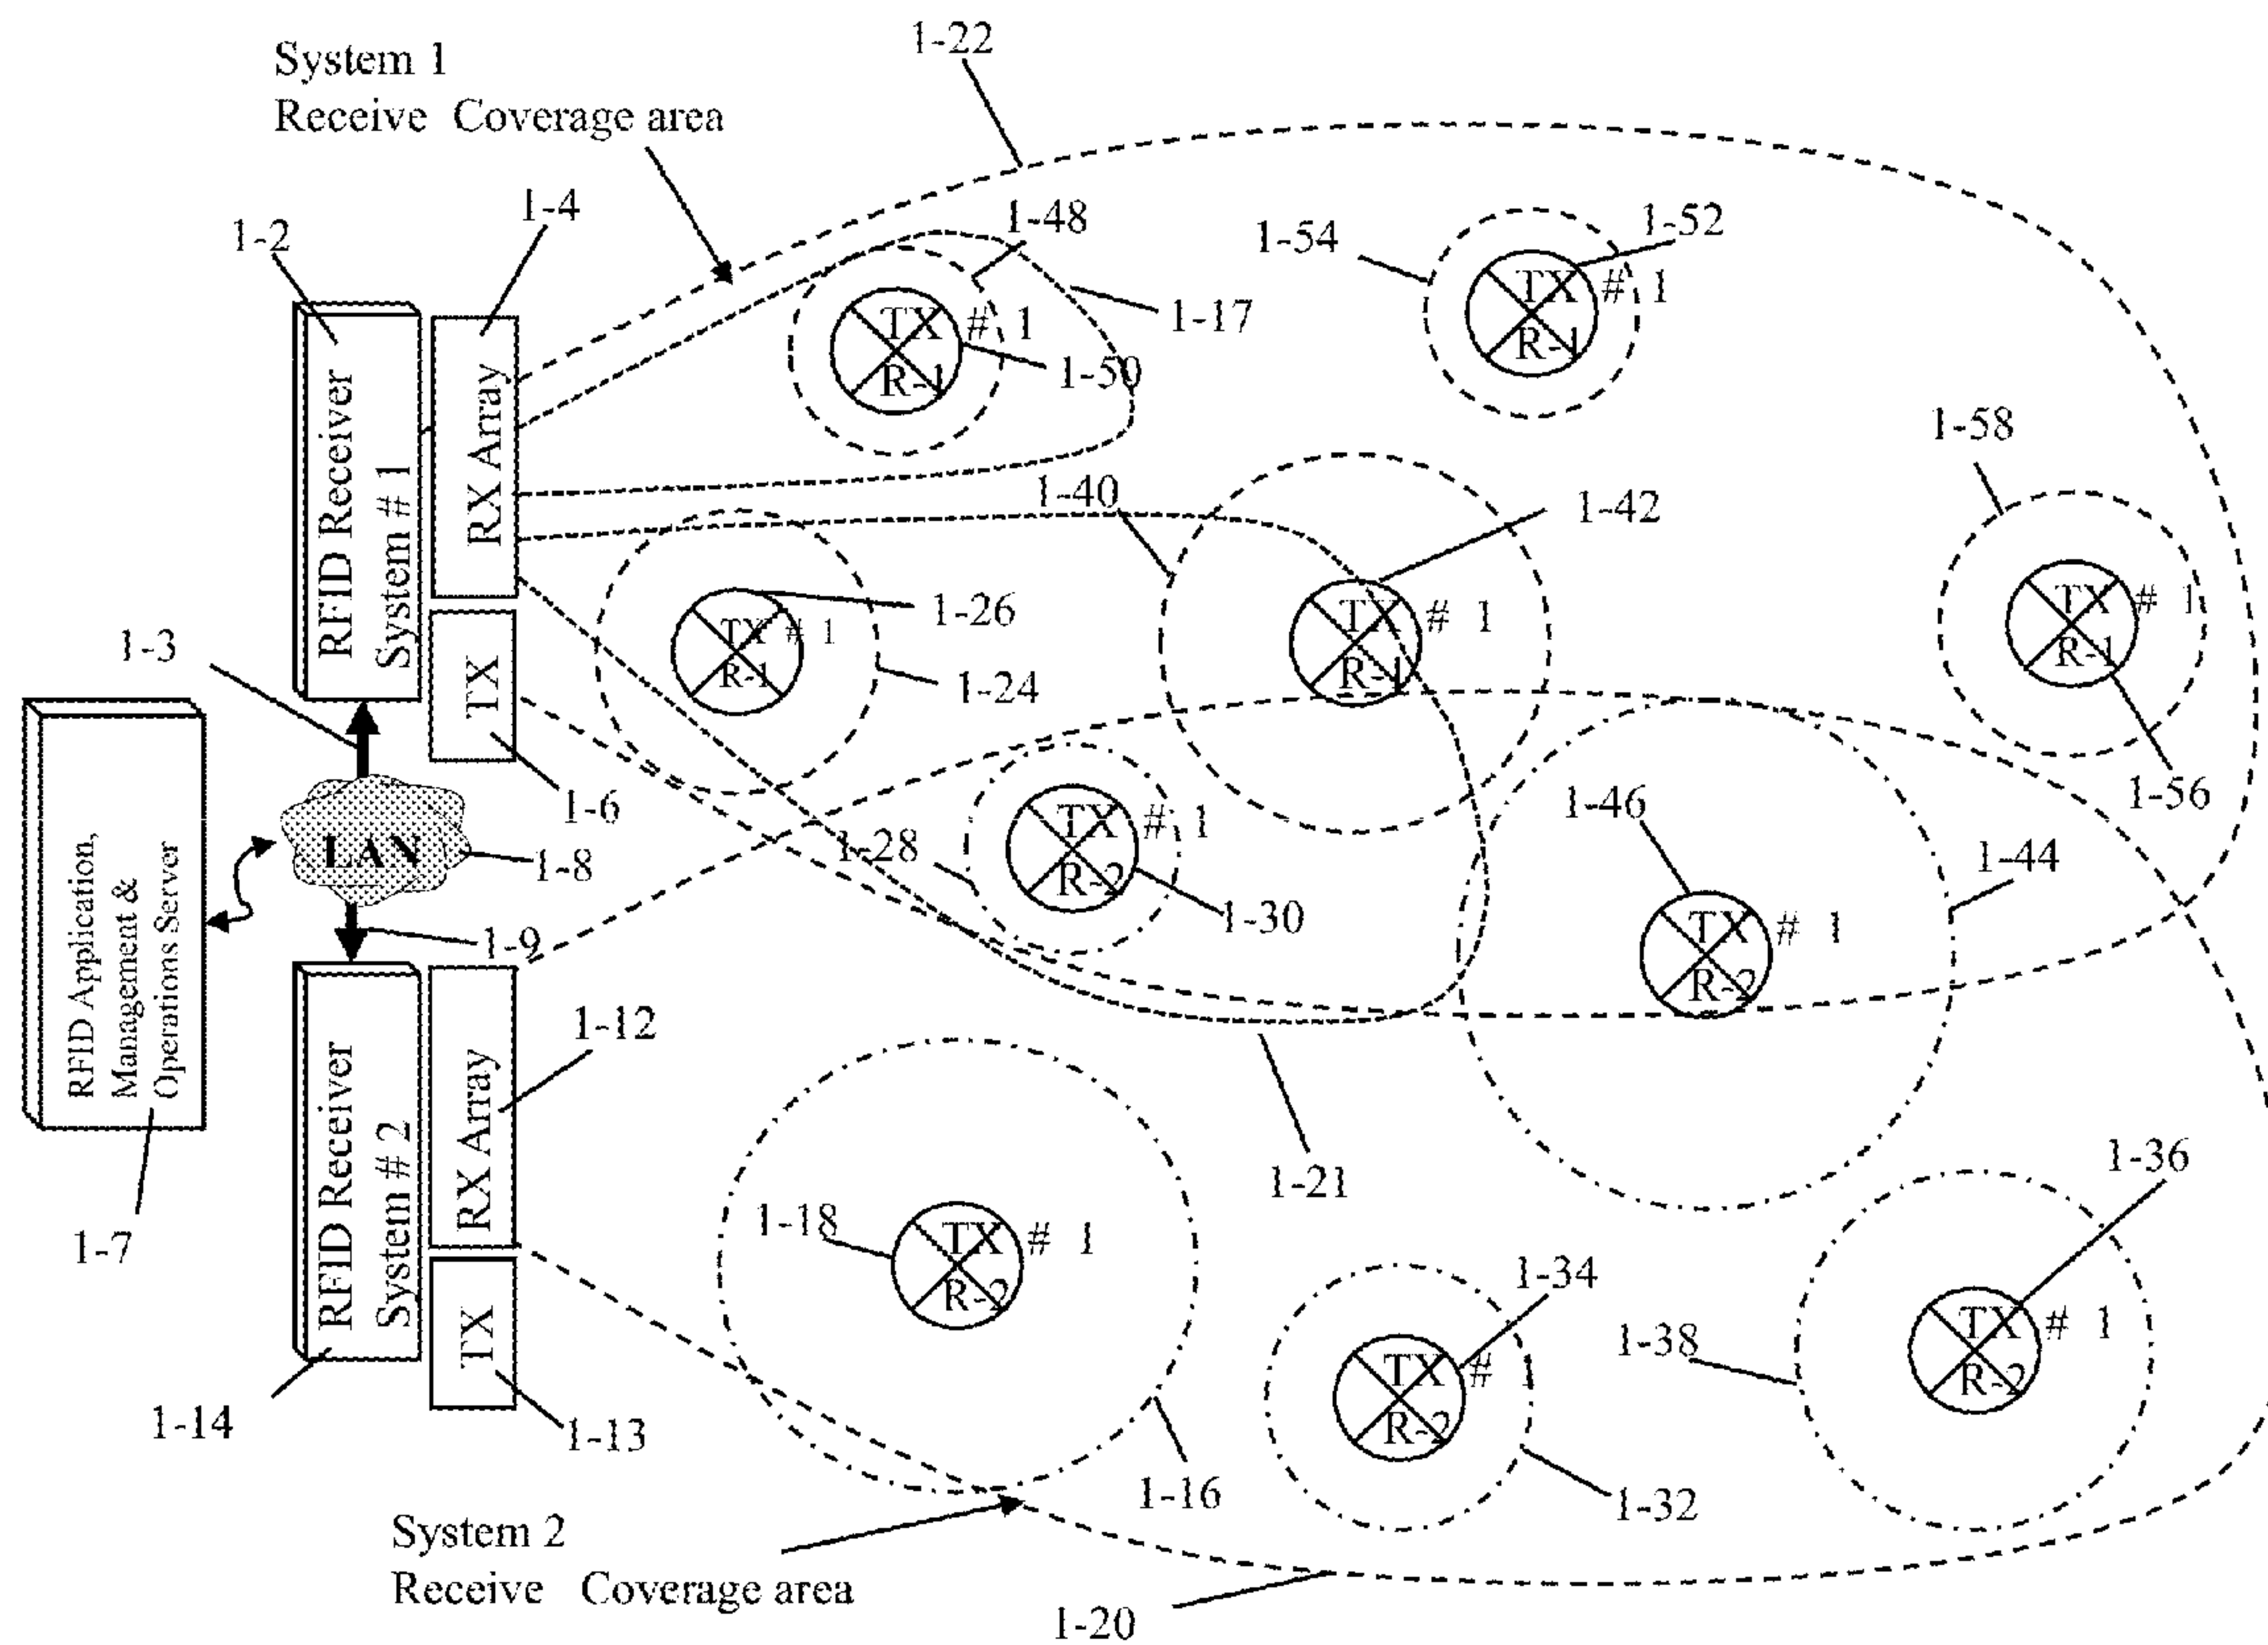 1-22
System 1
Receive Coverage area
1-4
1-48
1-54
1-52
1-2
TX # 1
R-1
1-17
TX # 1
R-1
1-50
RFID Receiver
System # 1
RX Array
1-58
1-40
1-42
TX # 1
R-1
1-26
TX # 1
R-1
TX # 1
R-1
1-3
TX
1-24
1-6
1-46
1-56
LAN
1-8
1-28
TX # 1
R-2
1-30
1-44
TX # 1
R-2
RFID Application,
Management &
Operations Server
1-9
1-12
RFID Receiver
System # 2
RX Array
1-21
1-36
1-7
1-18
TX # 1
R-2
1-34
TX #
R-2
1-38
TX # 1
R-2
TX
1-14
1-13
1-16
1-32
System 2
Receive Coverage area
1-20